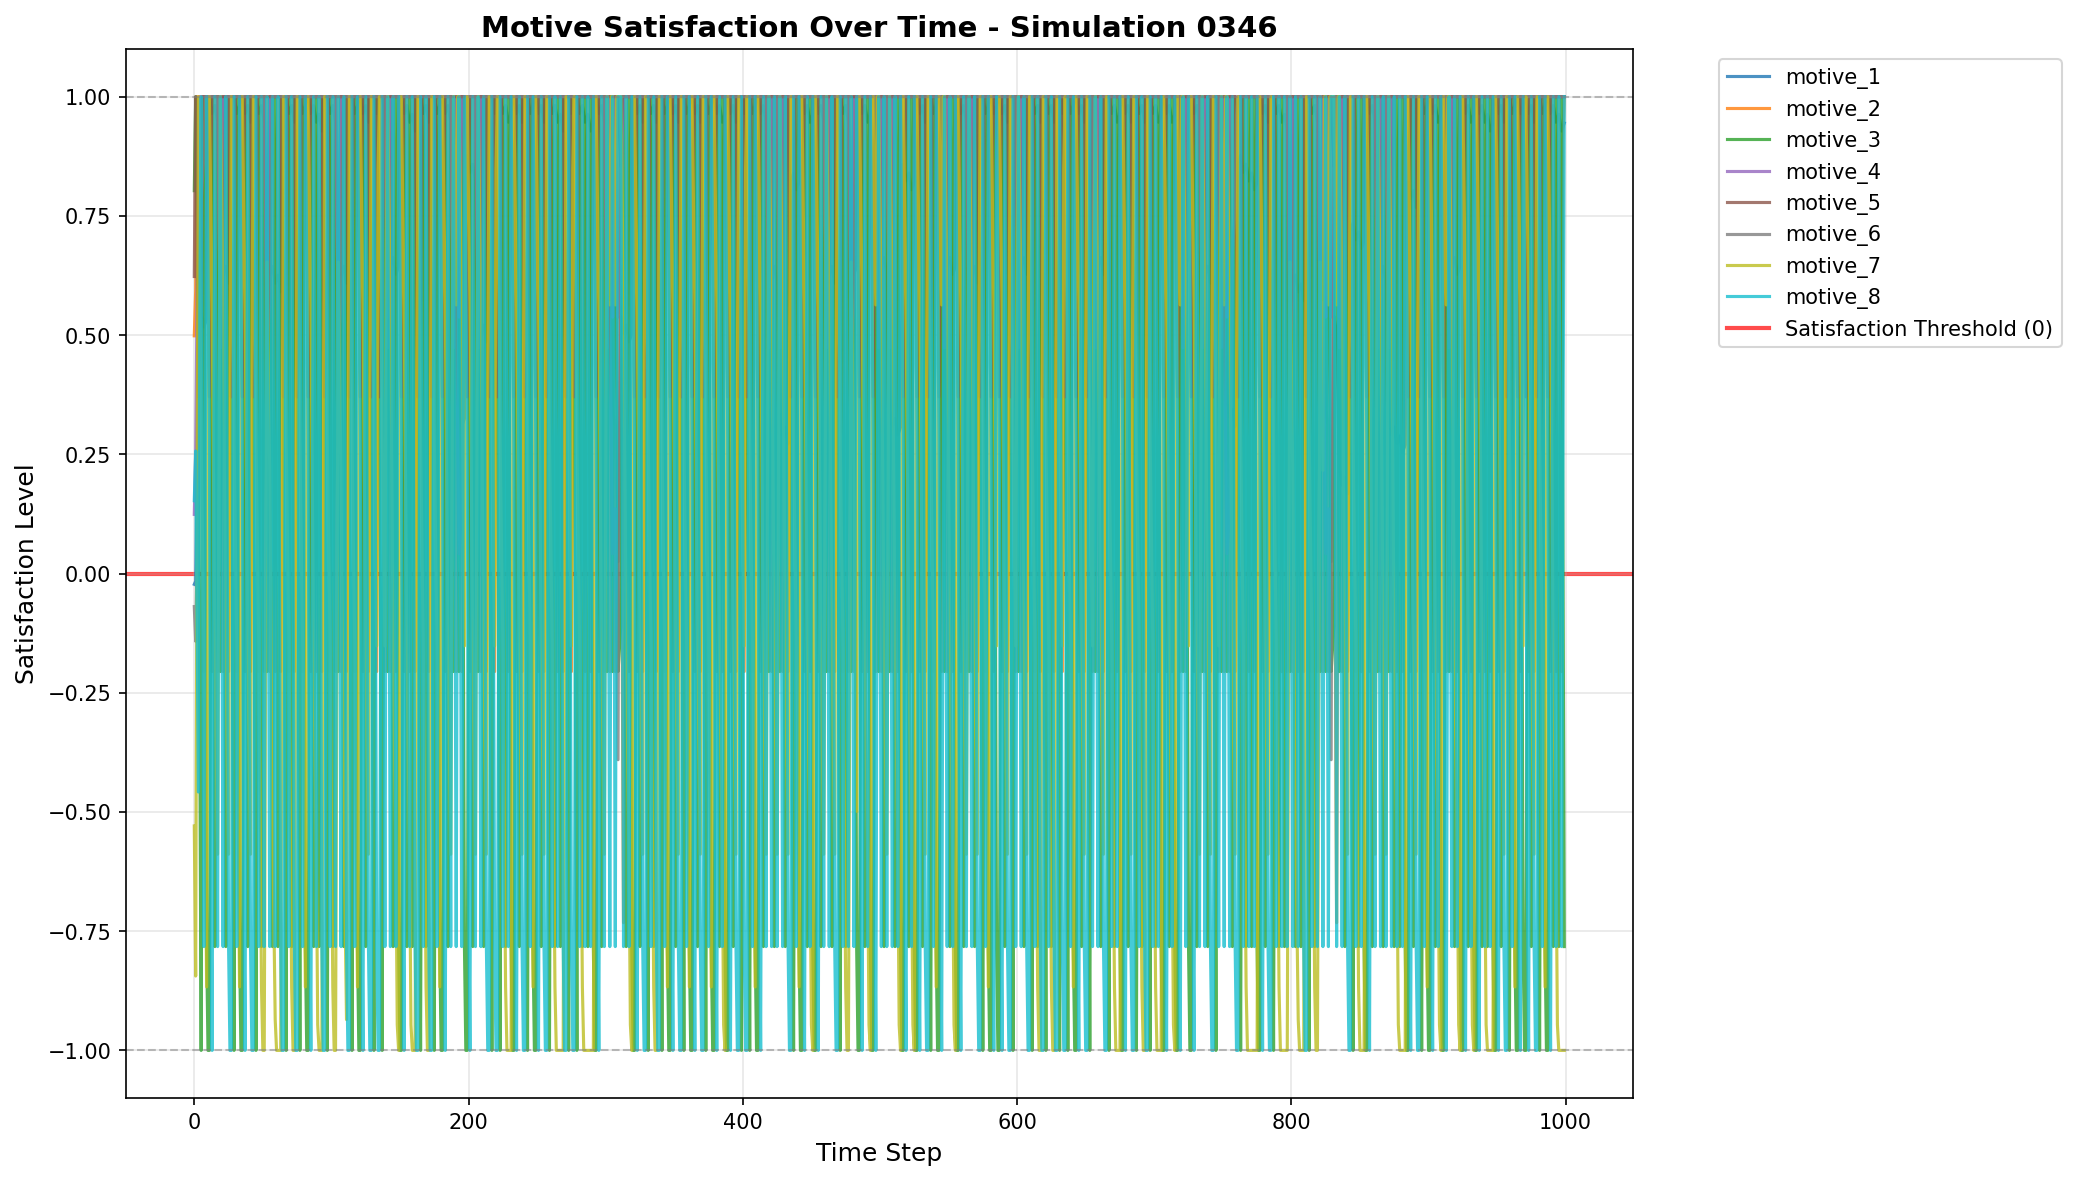 Motive Satisfaction Over Time - Simulation 0346
1.00
0.75
0.50
0.25
0.00
−0.25
−0.50
−0.75
−1.00
Satisfaction Level
0 200 400 600 800 1000
Time Step
motive_1
motive_2
motive_3
motive_4
motive_5
motive_6
motive_7
motive_8
Satisfaction Threshold (0)